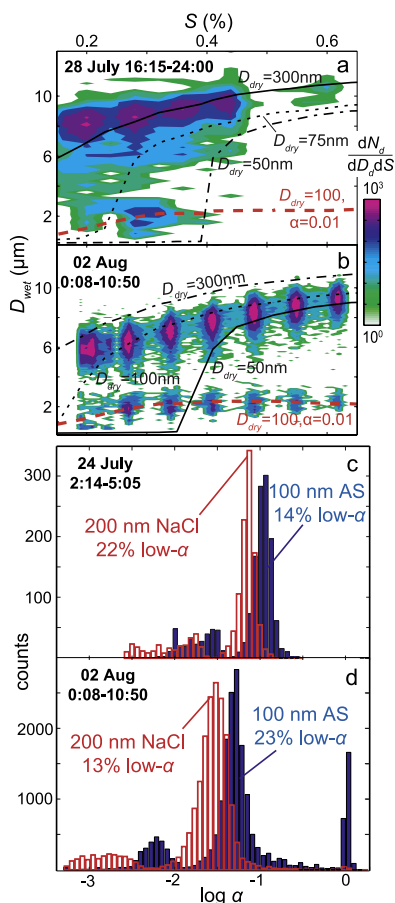 S (%)
0.2 0.4 0.6
28 July 16:15-24:00 a
D_dry=300nm
D_dry=75nm
D_dry=50nm
D_dry=100,
α=0.01
10
6
2
dN_d
dD_d dS
10³
10⁰
D_wet (μm)
02 Aug
0:08-10:50
b
D_dry=300nm
D_dry=100nm
D_dry=50nm
D_dry=100,α=0.01
10
6
2
24 July
2:14-5:05
c
200 nm NaCl
22% low-α
100 nm AS
14% low-α
300
200
100
counts
02 Aug
0:08-10:50
d
200 nm NaCl
13% low-α
100 nm AS
23% low-α
2000
1000
-3 -2 -1 0
log α